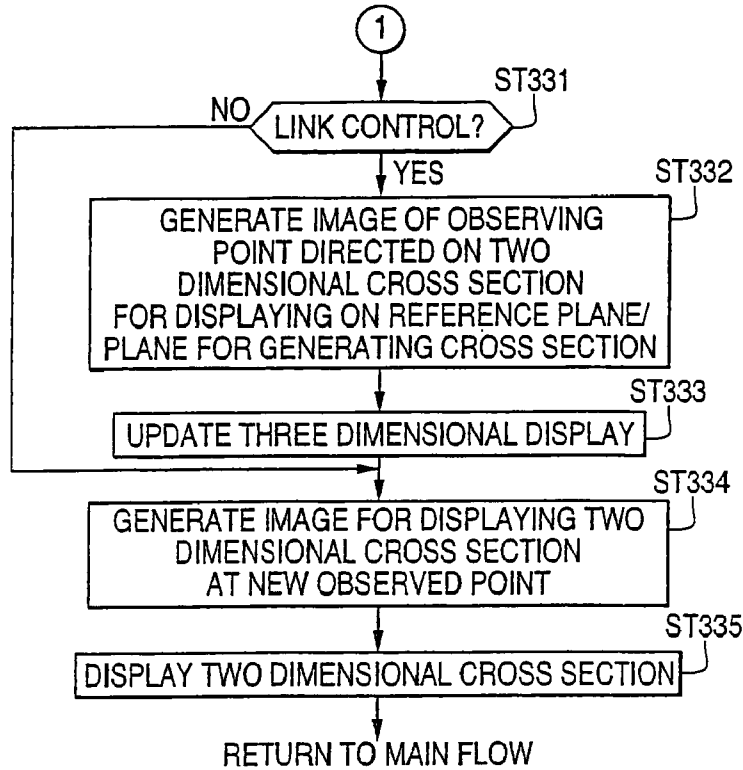 1
ST331
NO
LINK CONTROL?
YES
ST332
GENERATE IMAGE OF OBSERVING
POINT DIRECTED ON TWO
DIMENSIONAL CROSS SECTION
FOR DISPLAYING ON REFERENCE PLANE/
PLANE FOR GENERATING CROSS SECTION
ST333
UPDATE THREE DIMENSIONAL DISPLAY
ST334
GENERATE IMAGE FOR DISPLAYING TWO
DIMENSIONAL CROSS SECTION
AT NEW OBSERVED POINT
ST335
DISPLAY TWO DIMENSIONAL CROSS SECTION
RETURN TO MAIN FLOW